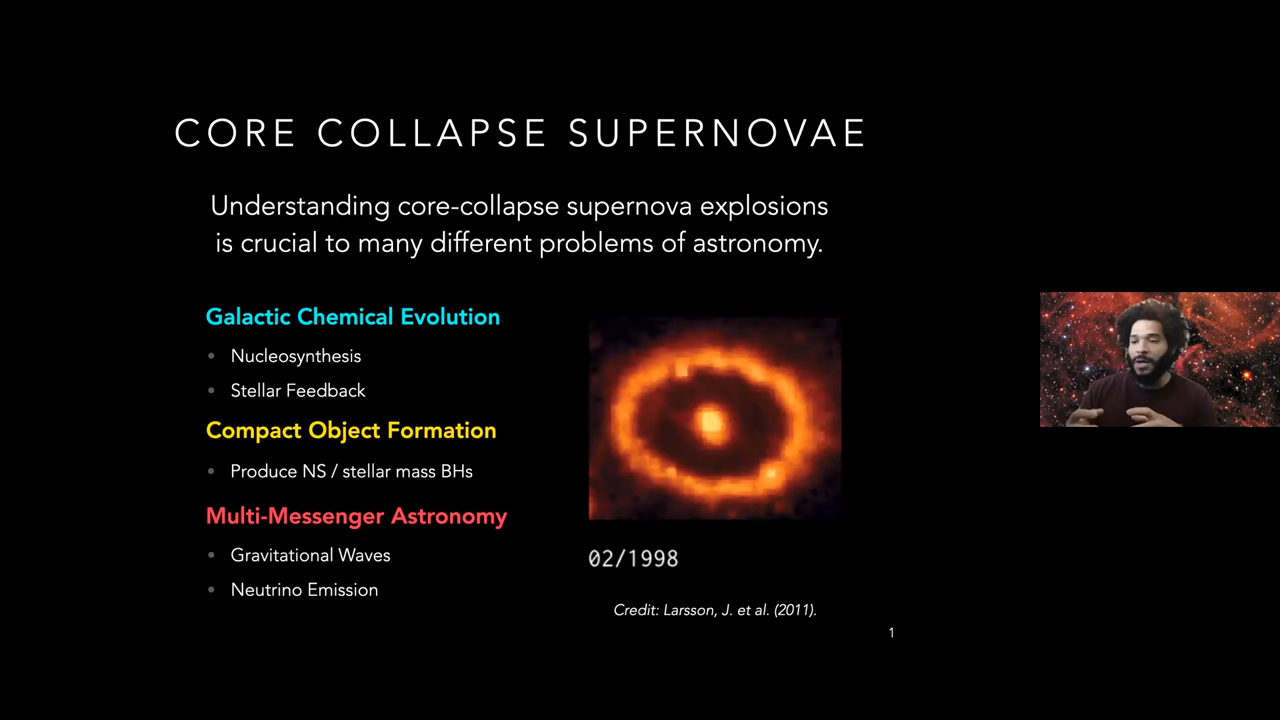 CORE COLLAPSE SUPERNOVAE
Understanding core-collapse supernova explosions
is crucial to many different problems of astronomy.
Galactic Chemical Evolution
• Nucleosynthesis
• Stellar Feedback
Compact Object Formation
• Produce NS / stellar mass BHs
Multi-Messenger Astronomy
• Gravitational Waves
• Neutrino Emission
02/1998
Credit: Larsson, J. et al. (2011).
1